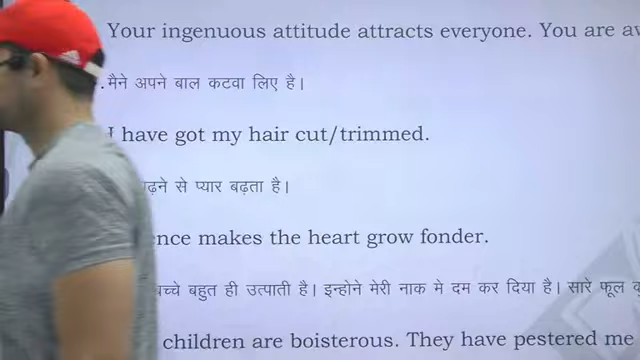 Your ingenuous attitude attracts everyone. You are
मैने अपने बाल कटवा लिए है।
I have got my hair cut/trimmed.
से प्यार बढ़ता है।
makes the heart grow fonder.
बहुत ही उत्पाती है। इन्होने मेरी नाक मे दम कर दिया है। सारे फूल
children are boisterous. They have pestered me